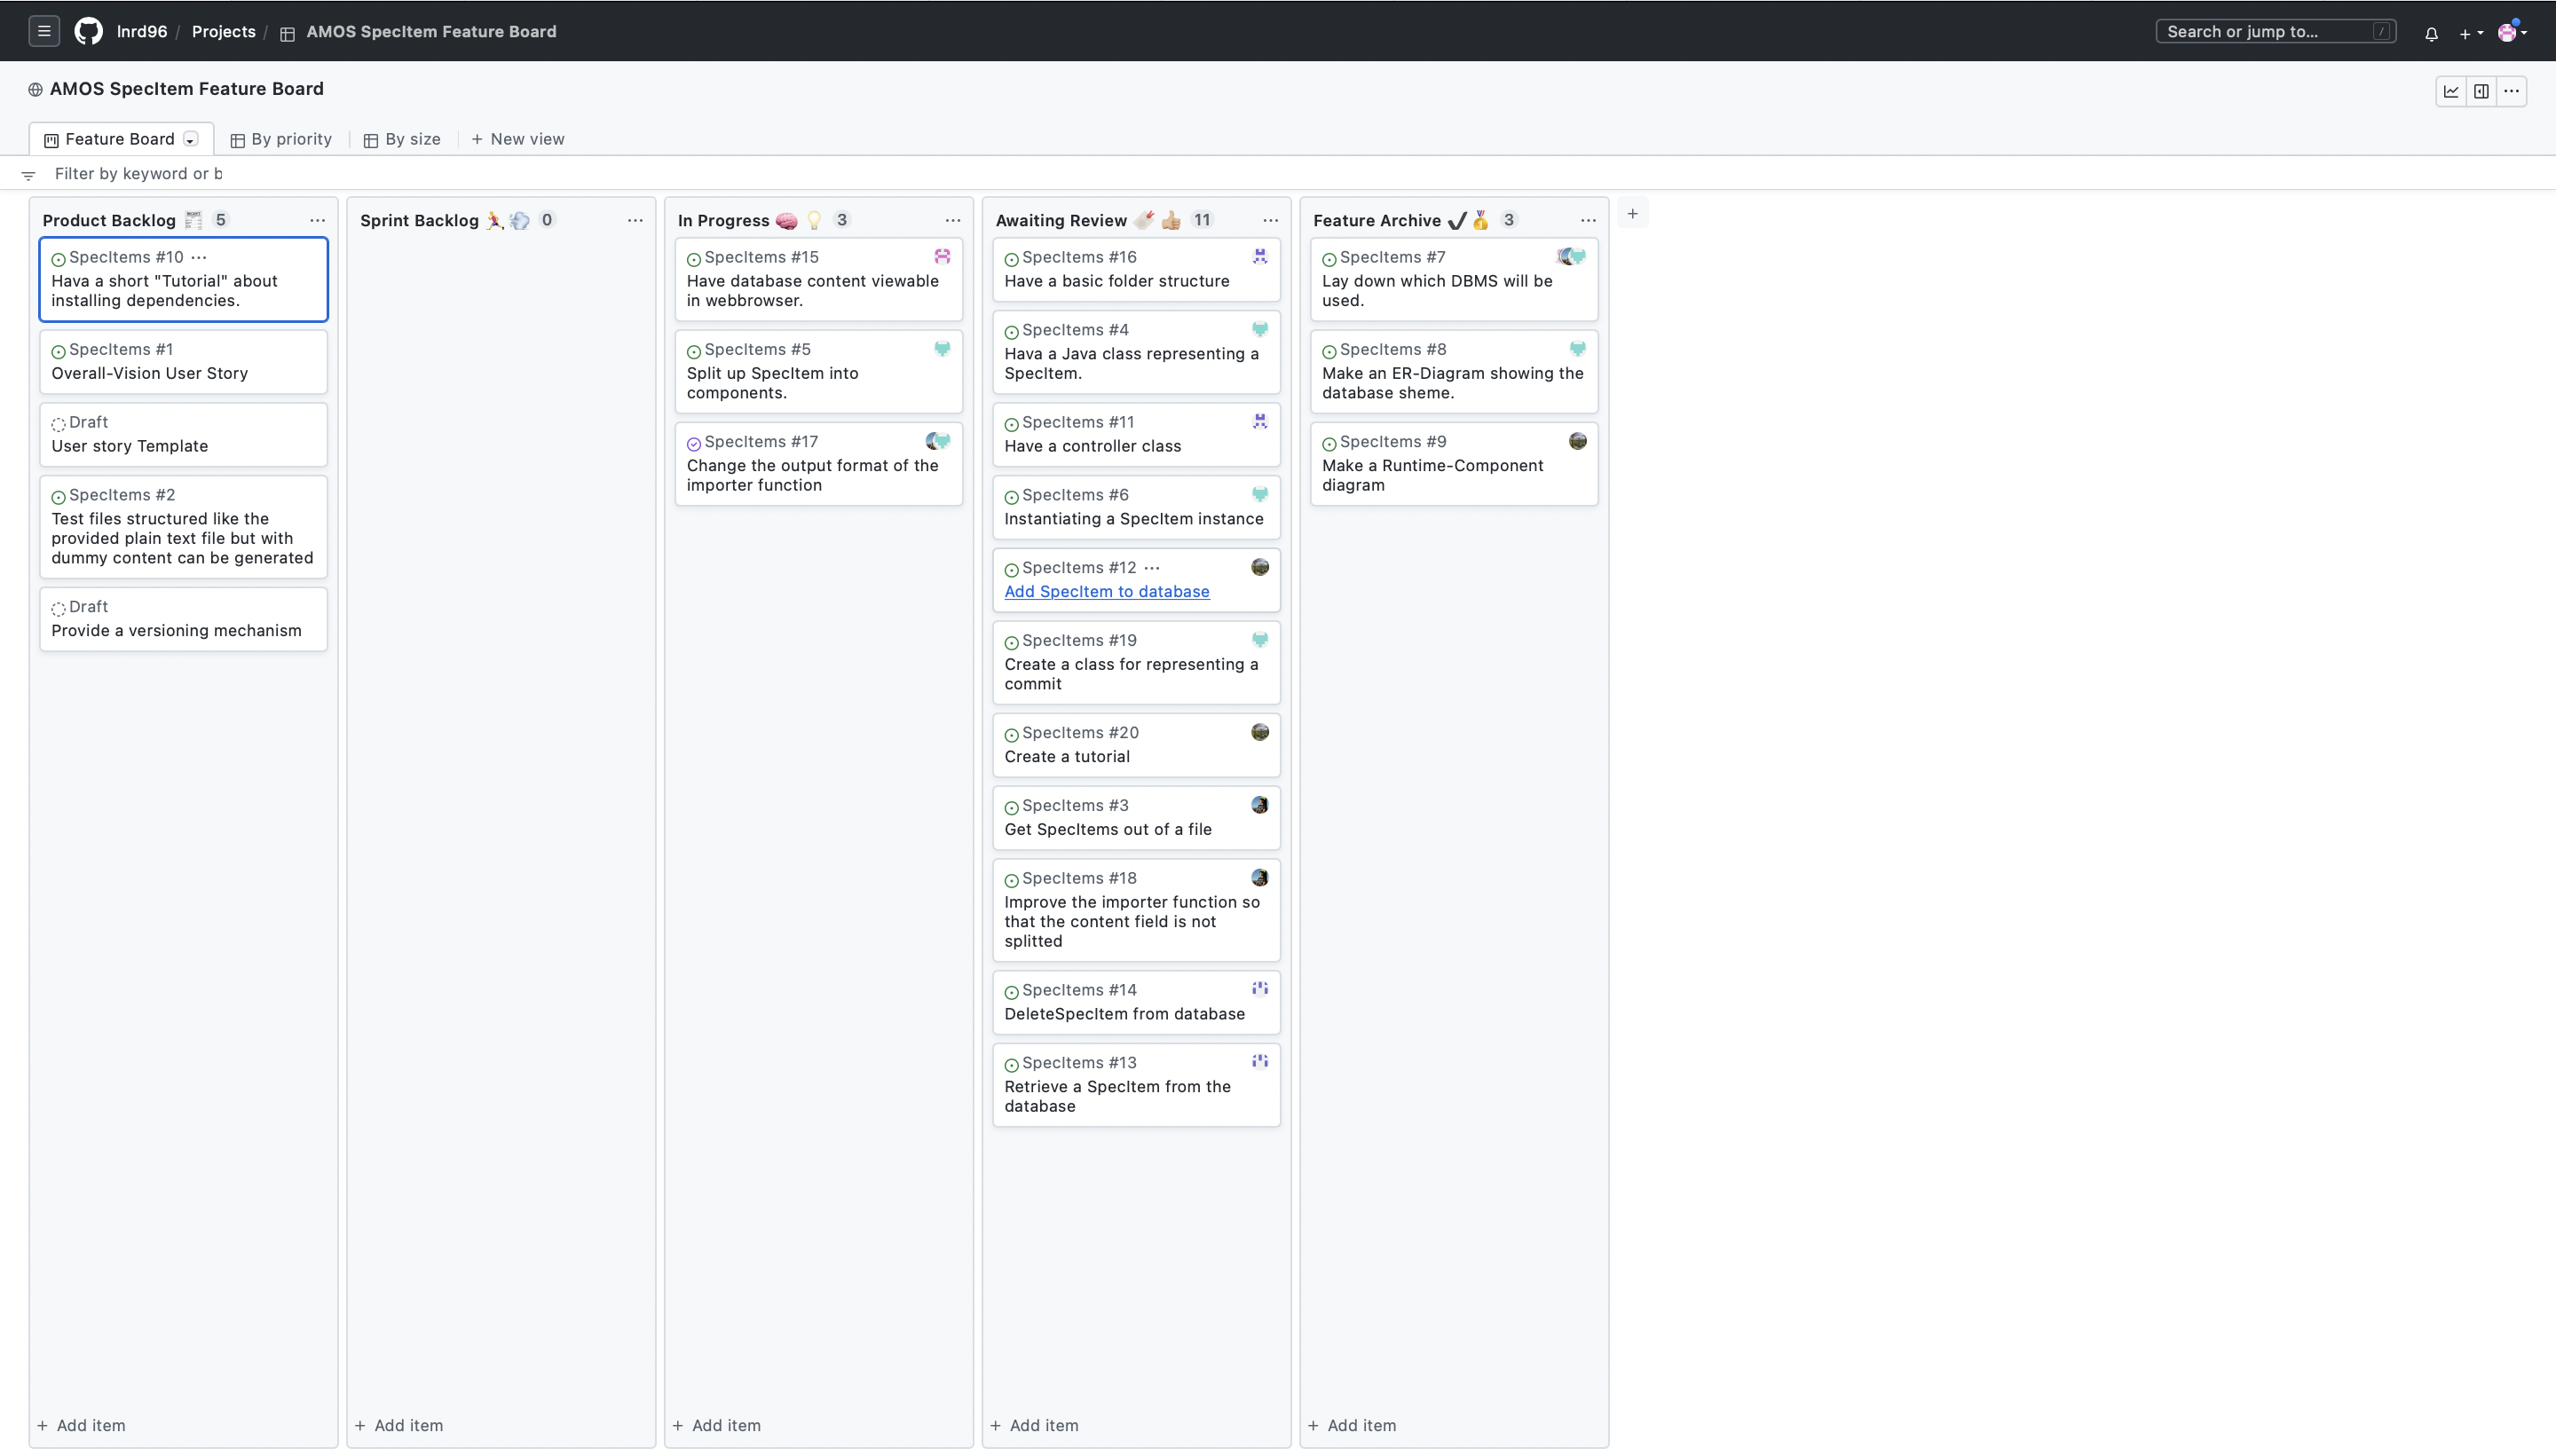 lnrd96 / Projects / AMOS SpecItem Feature Board
Search or jump to... /
AMOS SpecItem Feature Board
Feature Board
By priority
By size
+ New view
Filter by keyword or b
Product Backlog 5
SpecItems #10 ...
Hava a short "Tutorial" about
installing dependencies.
SpecItems #1
Overall-Vision User Story
Draft
User story Template
SpecItems #2
Test files structured like the
provided plain text file but with
dummy content can be generated
Draft
Provide a versioning mechanism
+ Add item
Sprint Backlog 0
+ Add item
In Progress 3
SpecItems #15
Have database content viewable
in webbrowser.
SpecItems #5
Split up SpecItem into
components.
SpecItems #17
Change the output format of the
importer function
+ Add item
Awaiting Review 11
SpecItems #16
Have a basic folder structure
SpecItems #4
Hava a Java class representing a
SpecItem.
SpecItems #11
Have a controller class
SpecItems #6
Instantiating a SpecItem instance
SpecItems #12 ...
Add SpecItem to database
SpecItems #19
Create a class for representing a
commit
SpecItems #20
Create a tutorial
SpecItems #3
Get SpecItems out of a file
SpecItems #18
Improve the importer function so
that the content field is not
splitted
SpecItems #14
DeleteSpecItem from database
SpecItems #13
Retrieve a SpecItem from the
database
+ Add item
Feature Archive 3
SpecItems #7
Lay down which DBMS will be
used.
SpecItems #8
Make an ER-Diagram showing the
database sheme.
SpecItems #9
Make a Runtime-Component
diagram
+ Add item